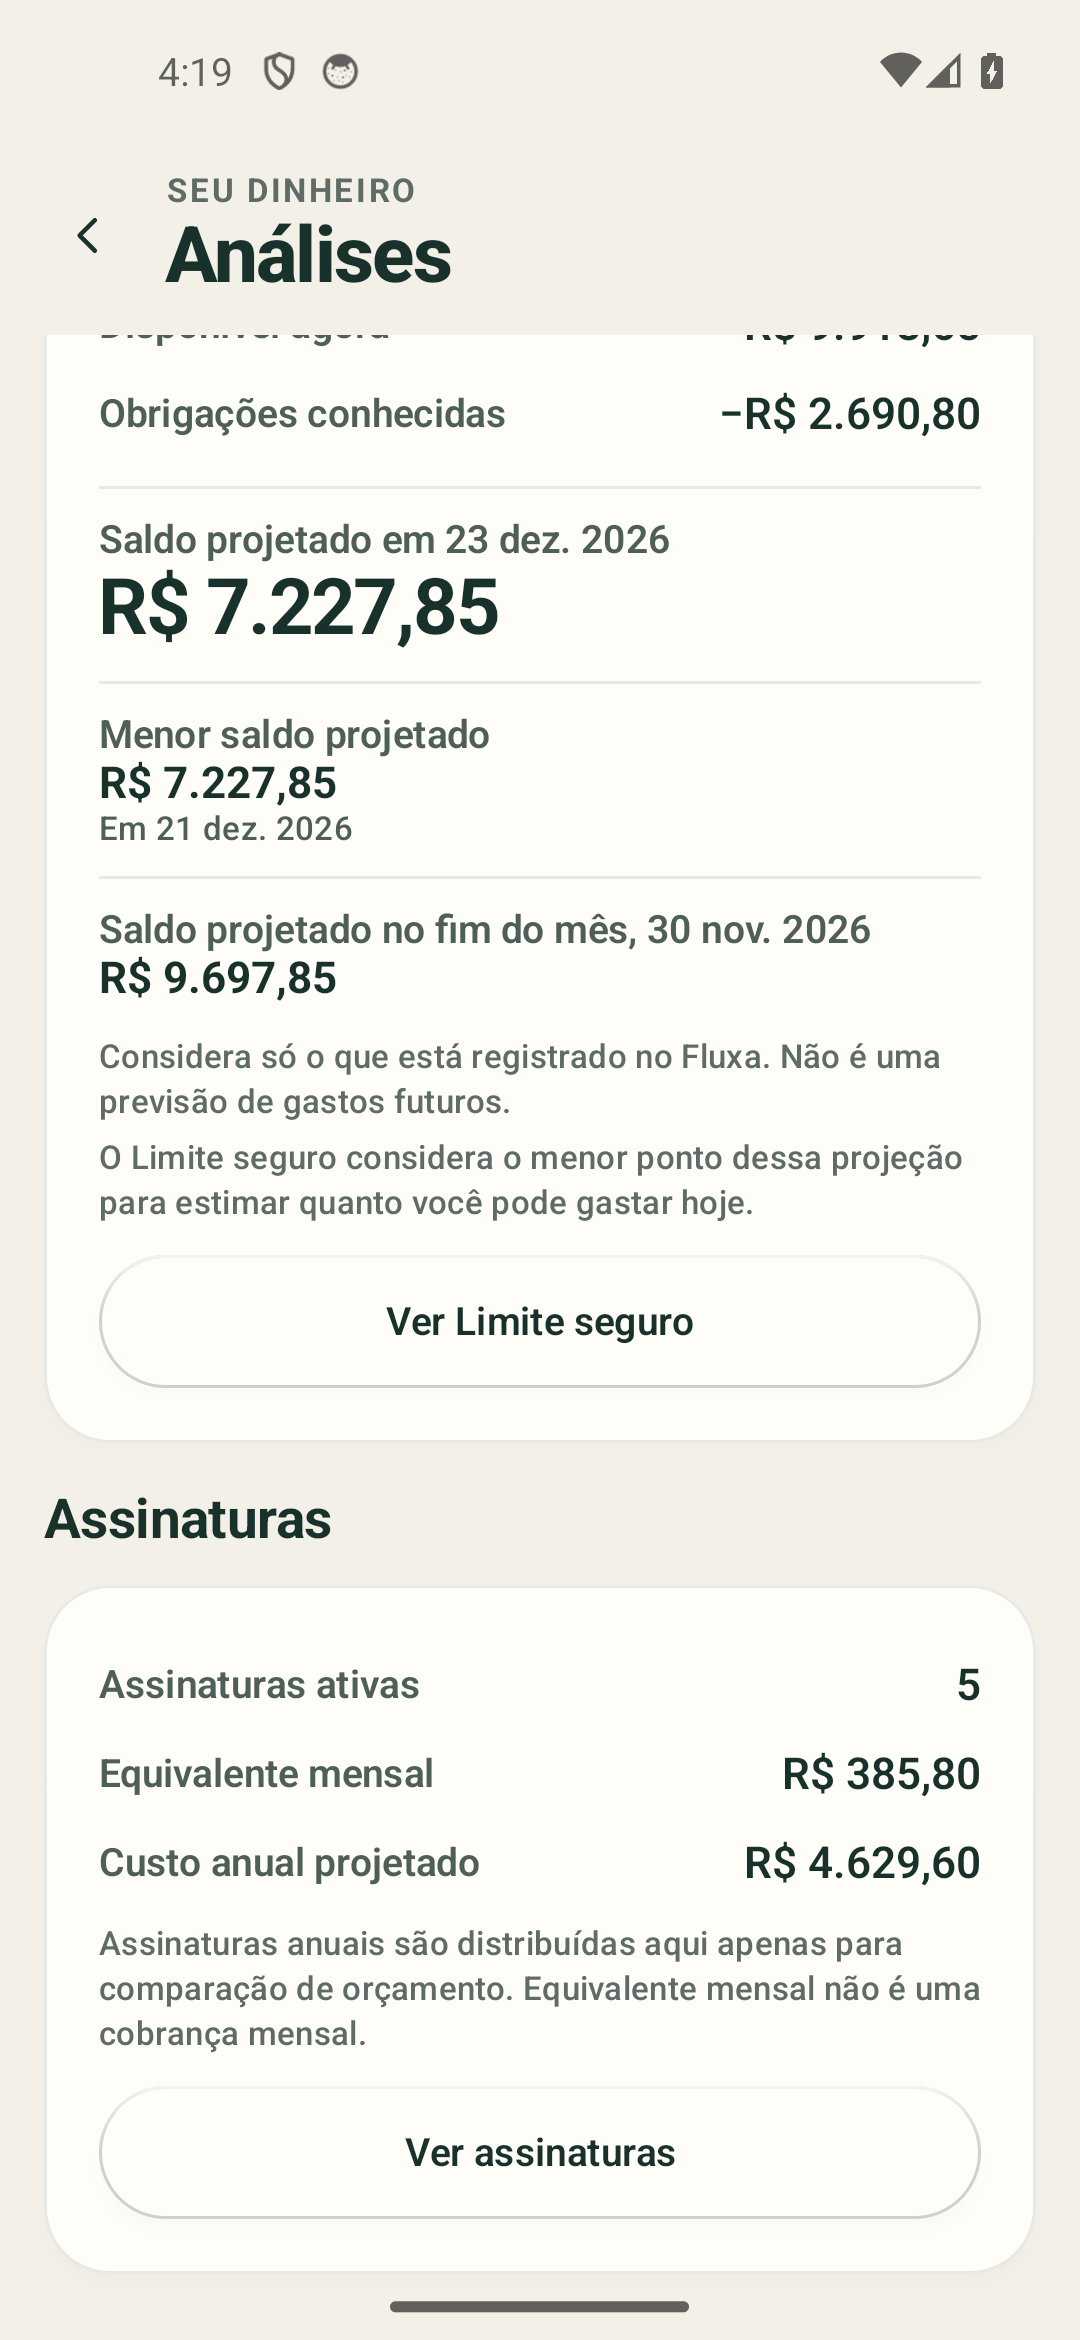 4:19
SEU DINHEIRO
Análises
Disponível agora
Obrigações conhecidas
−R$ 2.690,80
Saldo projetado em 23 dez. 2026
R$ 7.227,85
Menor saldo projetado
R$ 7.227,85
Em 21 dez. 2026
Saldo projetado no fim do mês, 30 nov. 2026
R$ 9.697,85
Considera só o que está registrado no Fluxa. Não é uma
previsão de gastos futuros.
O Limite seguro considera o menor ponto dessa projeção
para estimar quanto você pode gastar hoje.
Ver Limite seguro
Assinaturas
Assinaturas ativas
5
Equivalente mensal
R$ 385,80
Custo anual projetado
R$ 4.629,60
Assinaturas anuais são distribuídas aqui apenas para
comparação de orçamento. Equivalente mensal não é uma
cobrança mensal.
Ver assinaturas